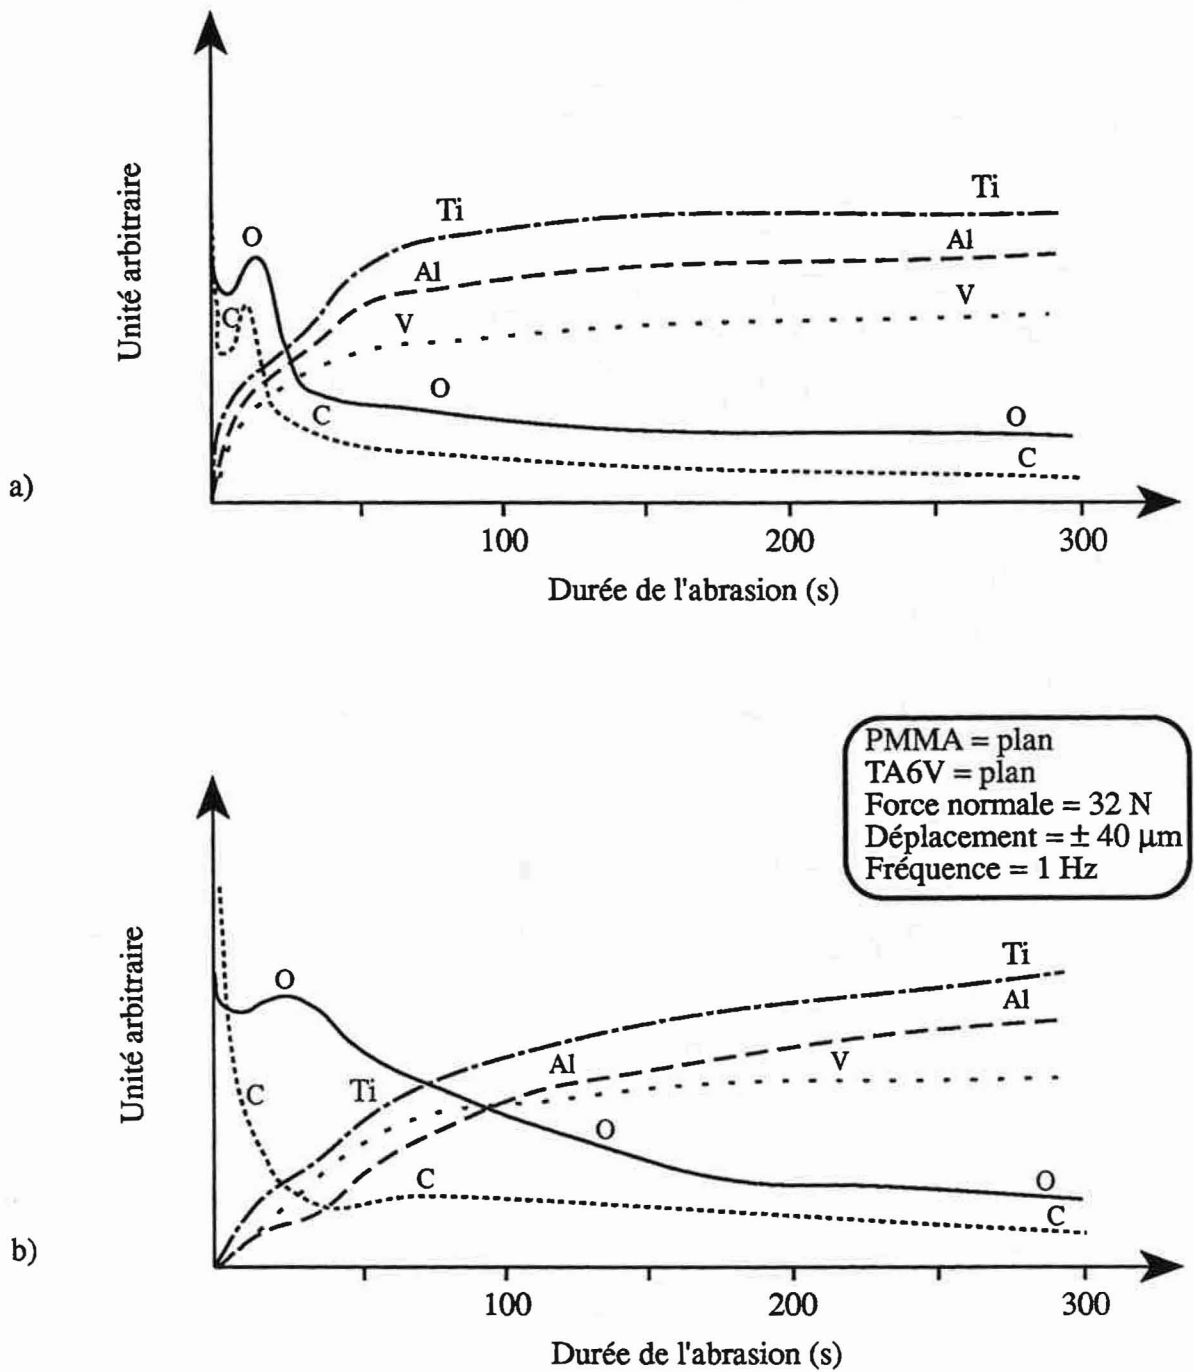 Unité arbitraire
O
C
Ti
Al
V
O
C
Ti
Al
V
O
C
a)
100
200
300
Durée de l'abrasion (s)
PMMA = plan
TA6V = plan
Force normale = 32 N
Déplacement = ± 40 µm
Fréquence = 1 Hz
Unité arbitraire
O
C
Ti
Al
C
O
V
Ti
Al
O
C
b)
100
200
300
Durée de l'abrasion (s)